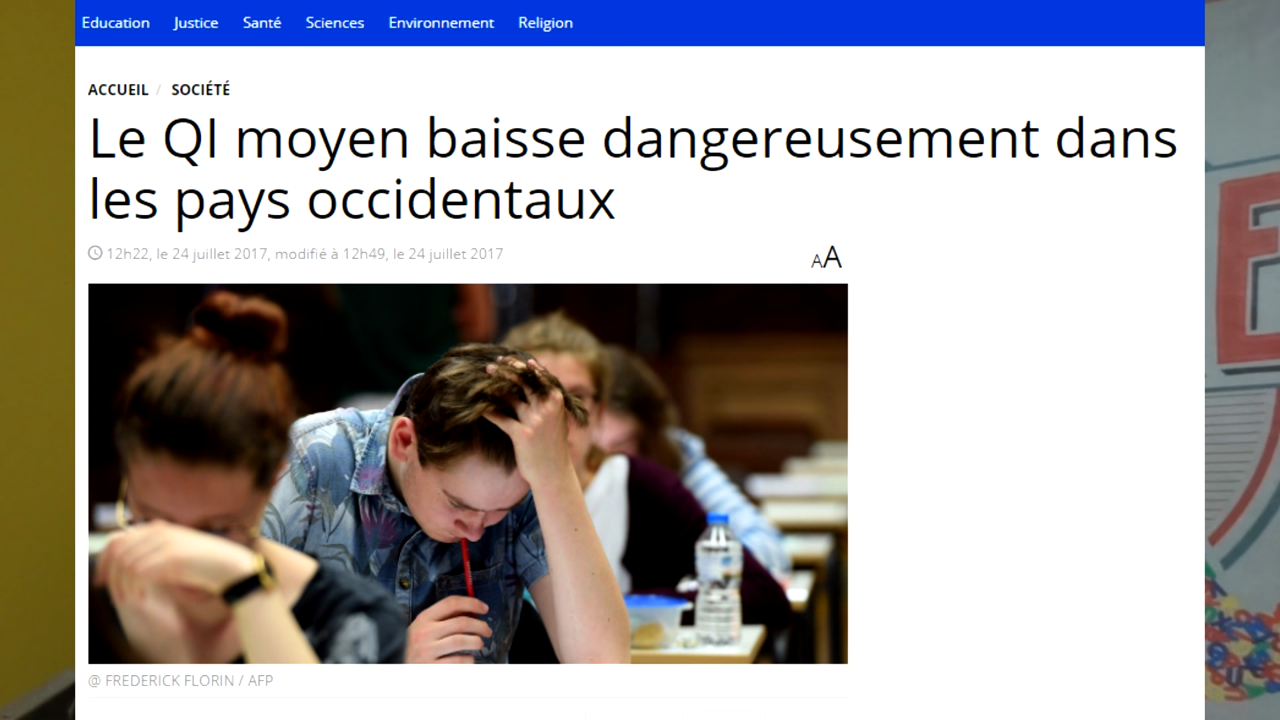 Education Justice Santé Sciences Environnement Religion
ACCUEIL / SOCIÉTÉ
Le QI moyen baisse dangereusement dans
les pays occidentaux
12h22, le 24 juillet 2017, modifié à 12h49, le 24 juillet 2017
AA
@ FREDERICK FLORIN / AFP